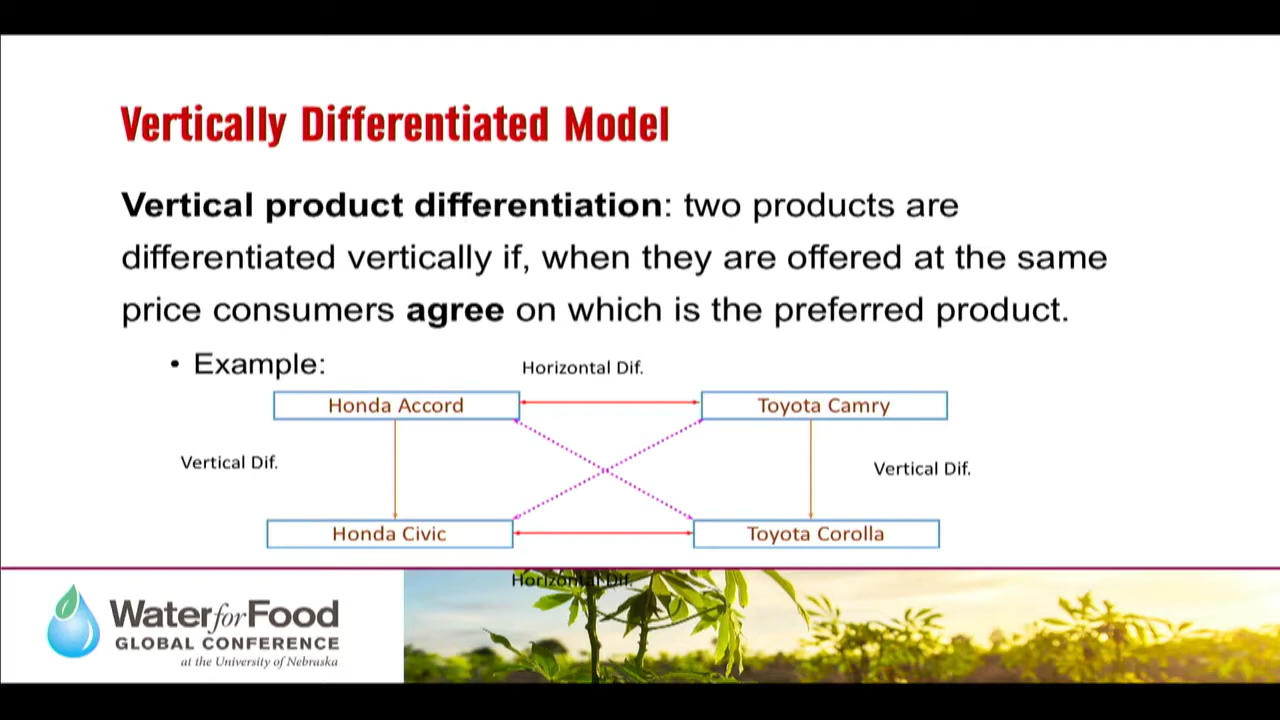 Vertically Differentiated Model
Vertical product differentiation: two products are
differentiated vertically if, when they are offered at the same
price consumers agree on which is the preferred product.
• Example:
Horizontal Dif.
Honda Accord
Toyota Camry
Vertical Dif.
Vertical Dif.
Honda Civic
Toyota Corolla
Horizontal Dif.
Water for Food
GLOBAL CONFERENCE
at the University of Nebraska